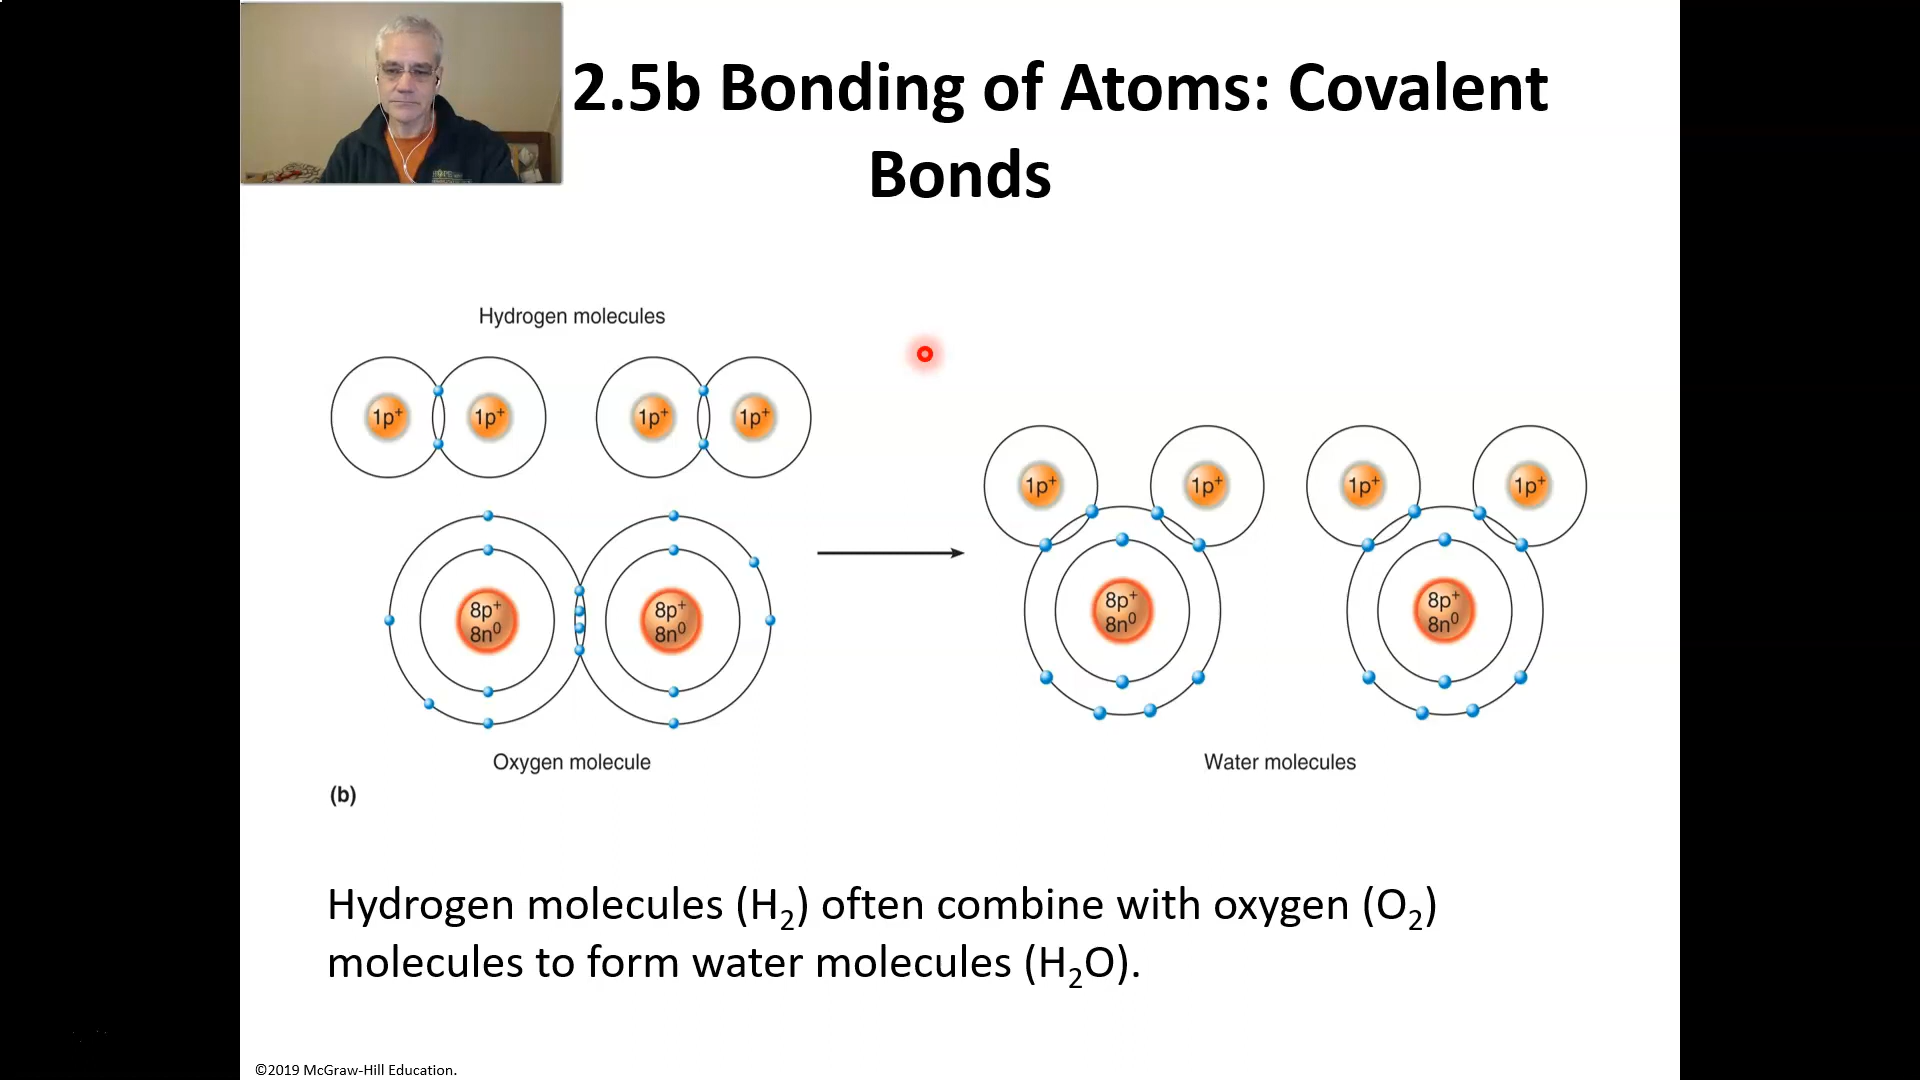 2.5b Bonding of Atoms: Covalent
Bonds
Hydrogen molecules
1p⁺ 1p⁺ 1p⁺ 1p⁺
1p⁺ 1p⁺ 1p⁺ 1p⁺
8p⁺ 8p⁺
8n⁰ 8n⁰
8p⁺ 8p⁺
8n⁰ 8n⁰
Oxygen molecule
Water molecules
(b)
Hydrogen molecules (H₂) often combine with oxygen (O₂)
molecules to form water molecules (H₂O).
©2019 McGraw-Hill Education.